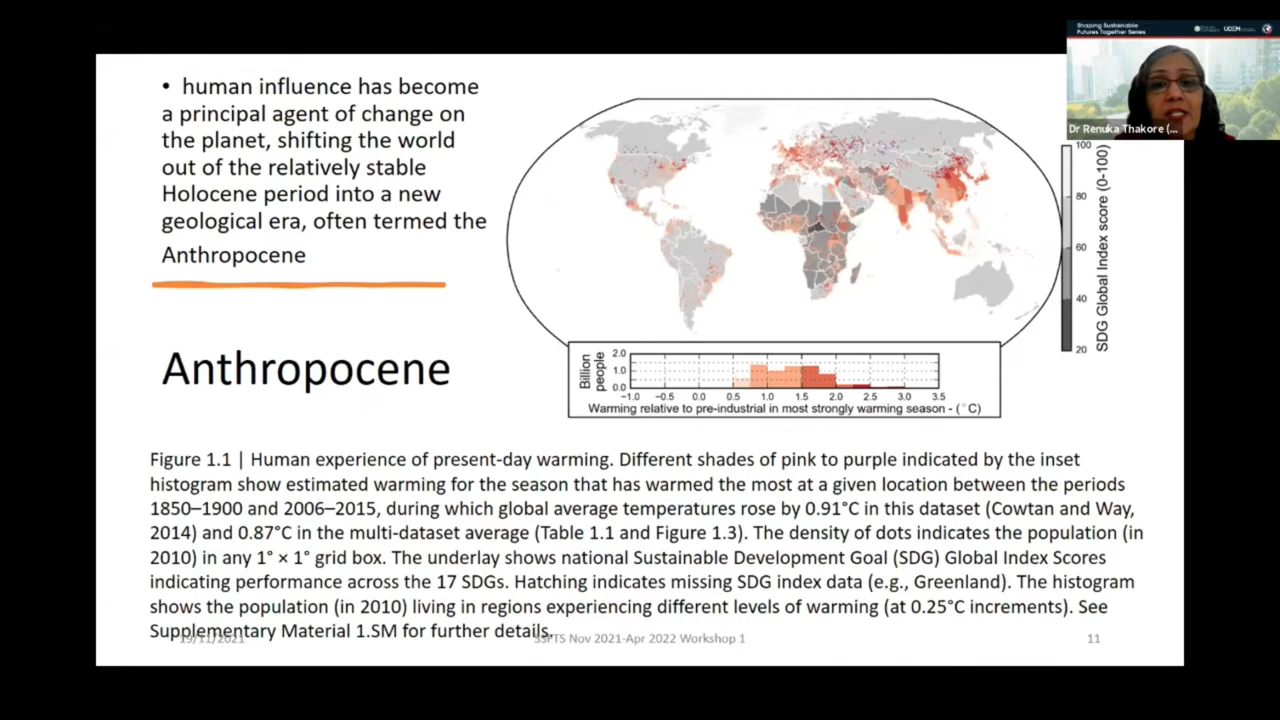 Shaping Sustainable
Futures Together Series
UCEM
Dr Renuka Thakore (...
• human influence has become
a principal agent of change on
the planet, shifting the world
out of the relatively stable
Holocene period into a new
geological era, often termed the
Anthropocene
Anthropocene
100
80
60
40
20
SDG Global Index score (0-100)
Billion
people
2.0
1.0
0.0
−1.0 −0.5 0.0 0.5 1.0 1.5 2.0 2.5 3.0 3.5
Warming relative to pre-industrial in most strongly warming season - (°C)
Figure 1.1 | Human experience of present-day warming. Different shades of pink to purple indicated by the inset
histogram show estimated warming for the season that has warmed the most at a given location between the periods
1850–1900 and 2006–2015, during which global average temperatures rose by 0.91°C in this dataset (Cowtan and Way,
2014) and 0.87°C in the multi-dataset average (Table 1.1 and Figure 1.3). The density of dots indicates the population (in
2010) in any 1° × 1° grid box. The underlay shows national Sustainable Development Goal (SDG) Global Index Scores
indicating performance across the 17 SDGs. Hatching indicates missing SDG index data (e.g., Greenland). The histogram
shows the population (in 2010) living in regions experiencing different levels of warming (at 0.25°C increments). See
Supplementary Material 1.SM for further details.
19/11/2021
SSFTS Nov 2021-Apr 2022 Workshop 1
11